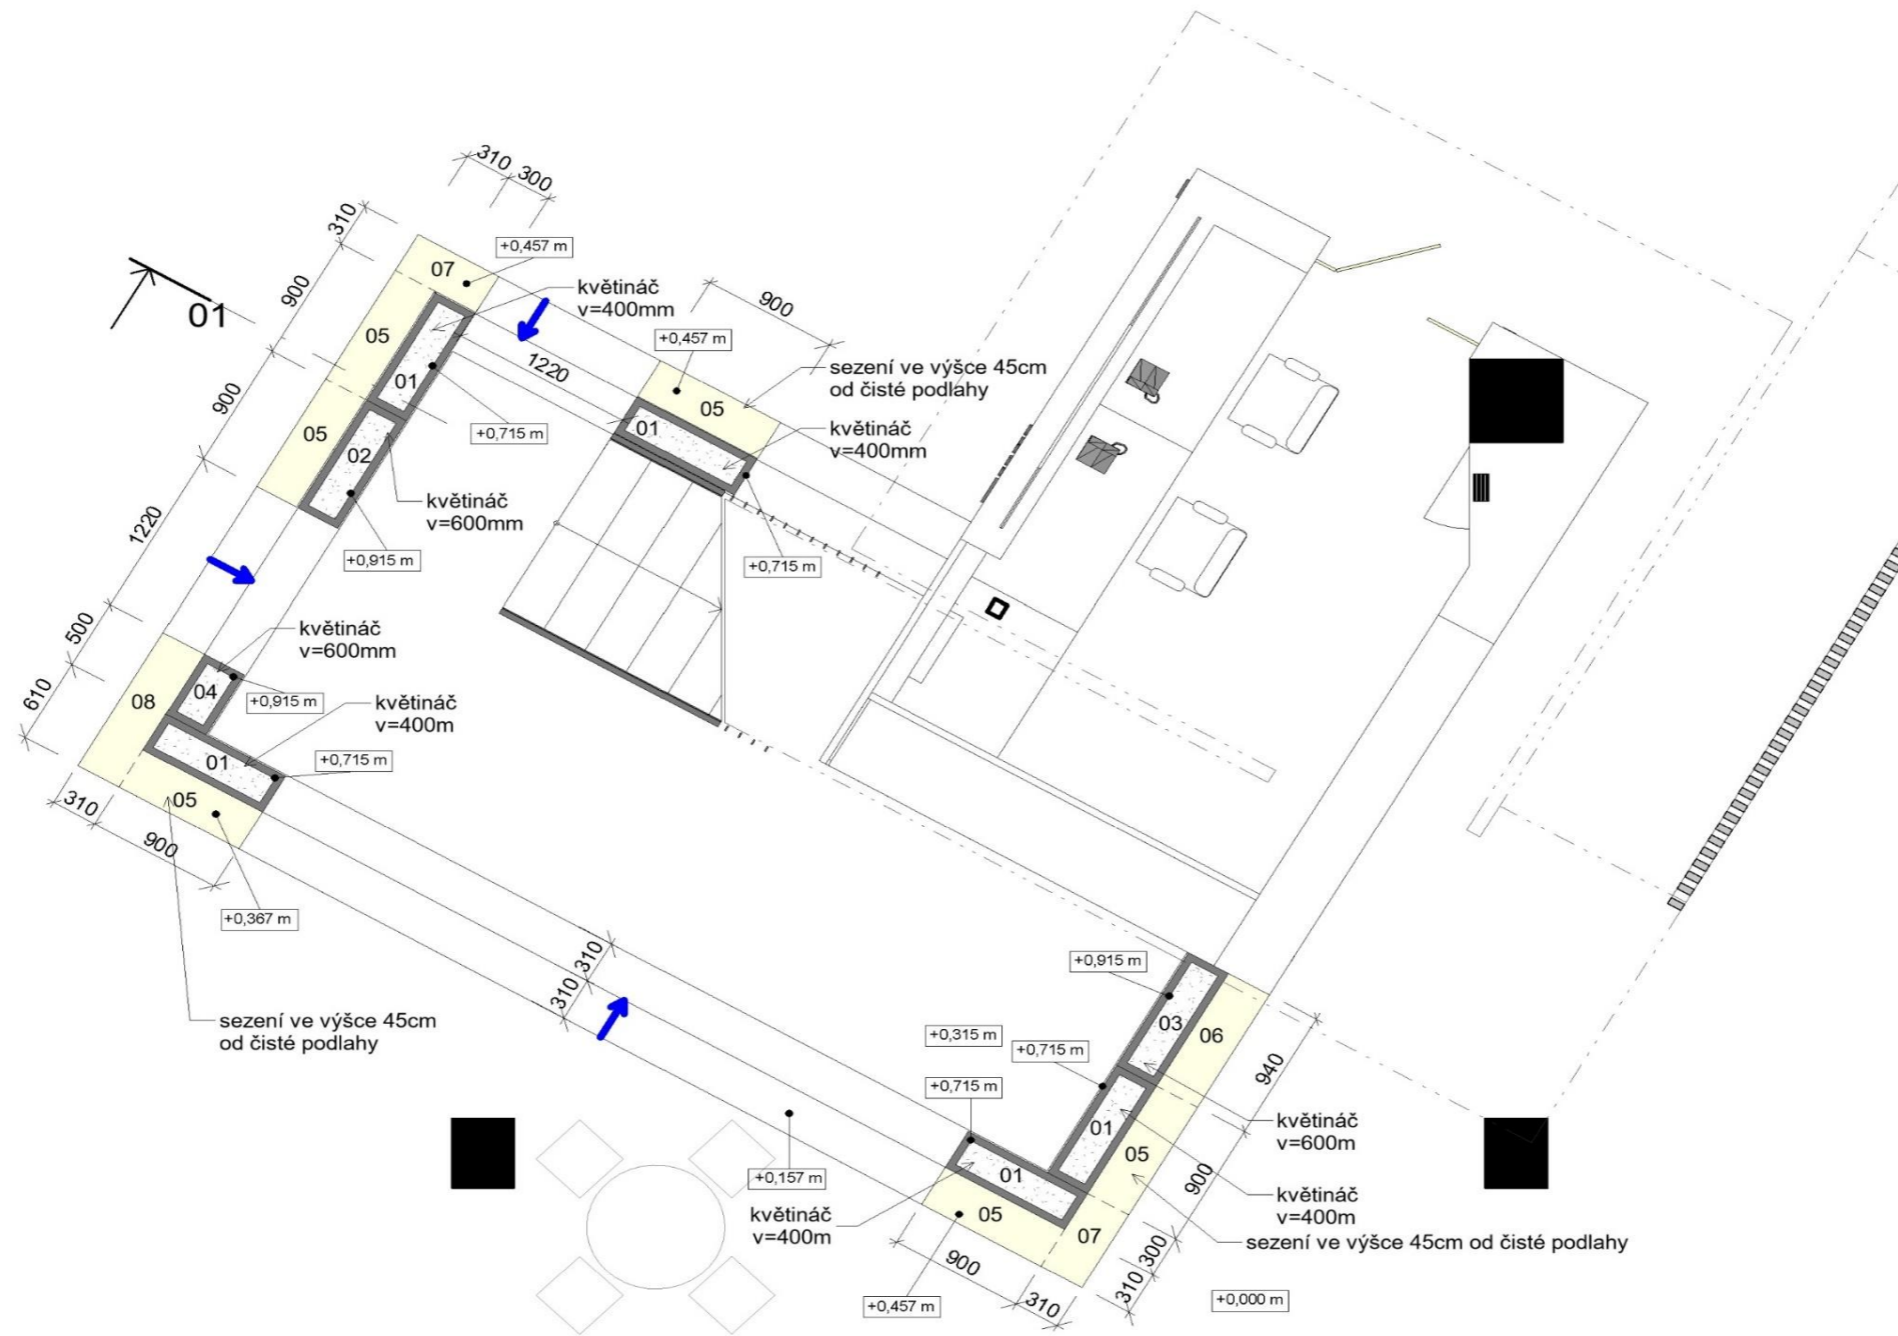 310
300
310
07
+0,457 m
květináč
v=400mm
900
01
900
+0,457 m
1220
sezení ve výšce 45cm
od čisté podlahy
05
01
05
01
květináč
v=400mm
900
05
+0,715 m
02
květináč
v=600mm
1220
+0,915 m
+0,715 m
500
květináč
v=600mm
610
08
04
+0,915 m
květináč
v=400m
01
+0,715 m
310
05
900
+0,367 m
310
310
sezení ve výšce 45cm
od čisté podlahy
+0,915 m
03
06
+0,315 m
+0,715 m
940
+0,715 m
01
květináč
v=600m
05
01
900
+0,157 m
květináč
v=400m
květináč
v=400m
05
07
300
sezení ve výšce 45cm od čisté podlahy
900
310
310
+0,457 m
+0,000 m